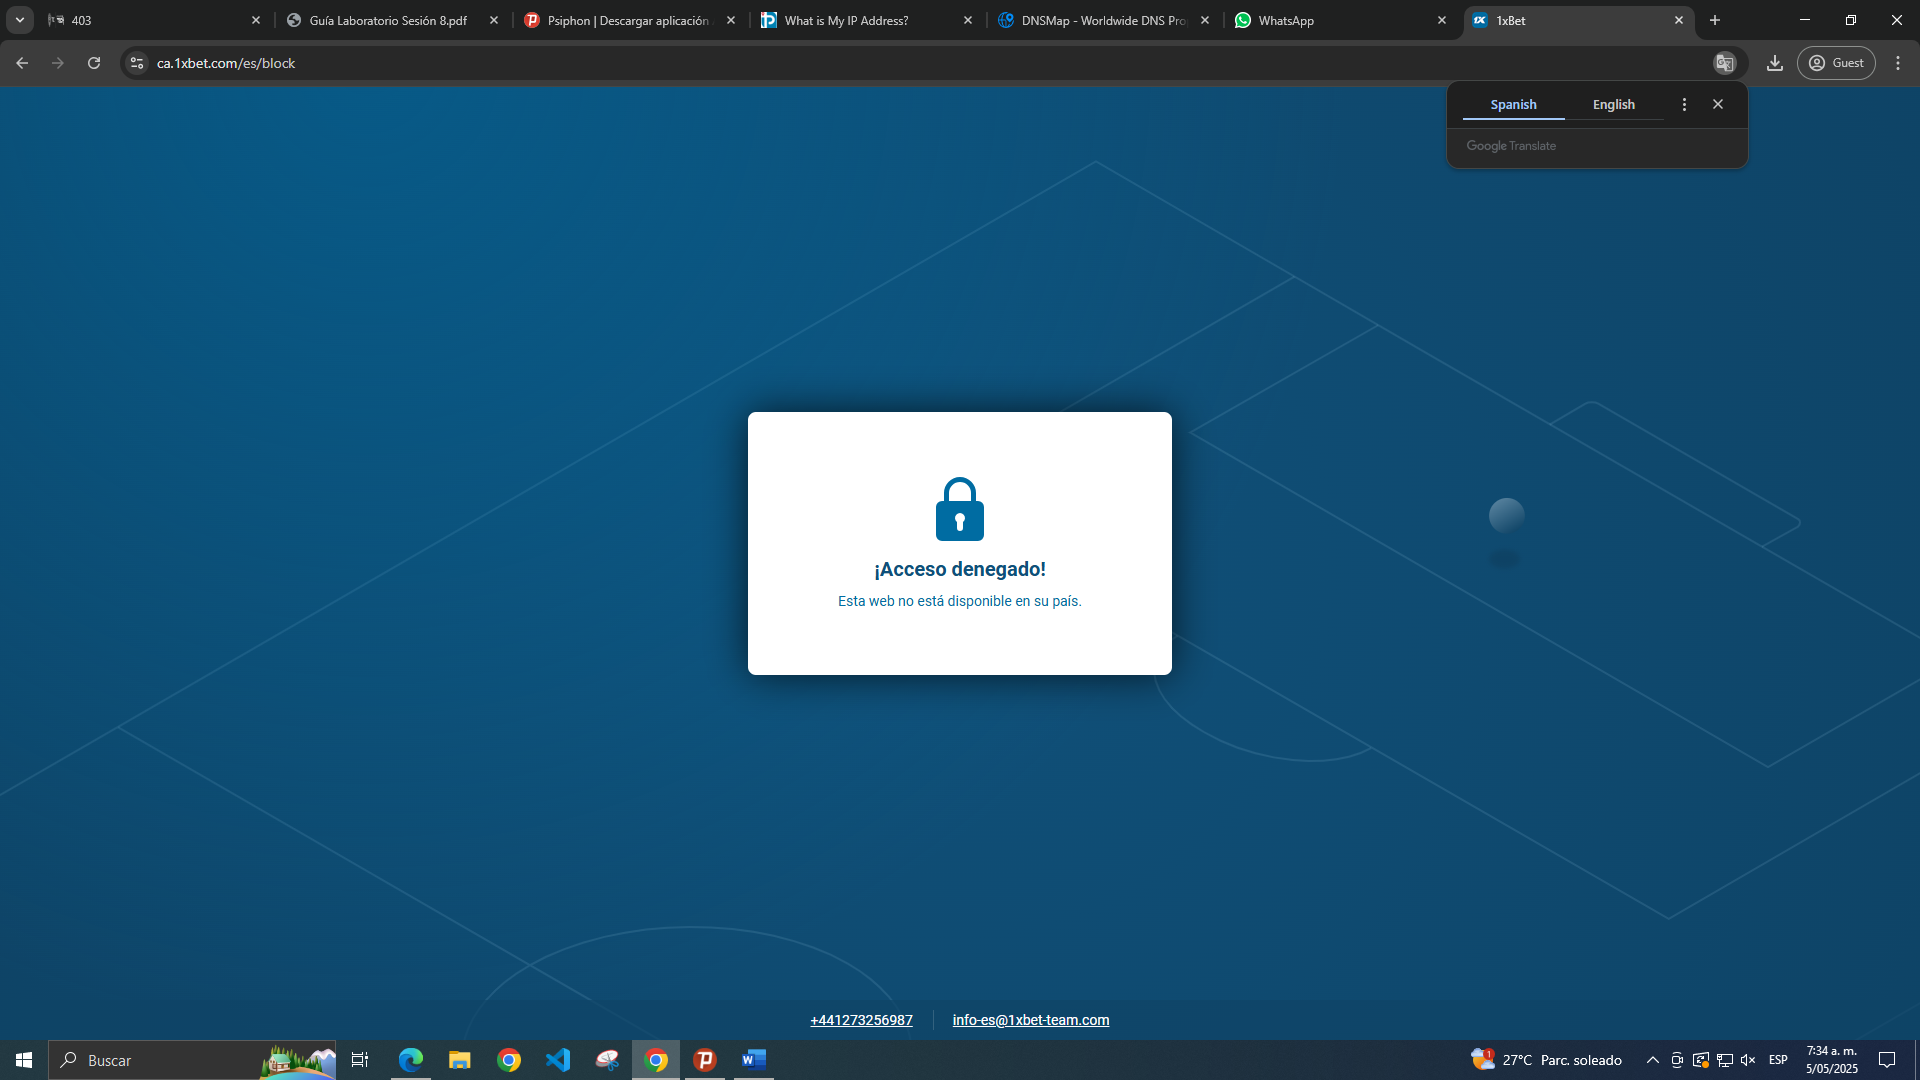 403
Guía Laboratorio Sesión 8.pdf
Psiphon | Descargar aplicación
What is My IP Address?
DNSMap - Worldwide DNS Pro
WhatsApp
1xBet
ca.1xbet.com/es/block
Guest
Spanish
English
Google Translate
¡Acceso denegado!
Esta web no está disponible en su país.
+441273256987
info-es@1xbet-team.com
Buscar
1
27°C Parc. soleado
ESP
7:34 a. m.
5/05/2025